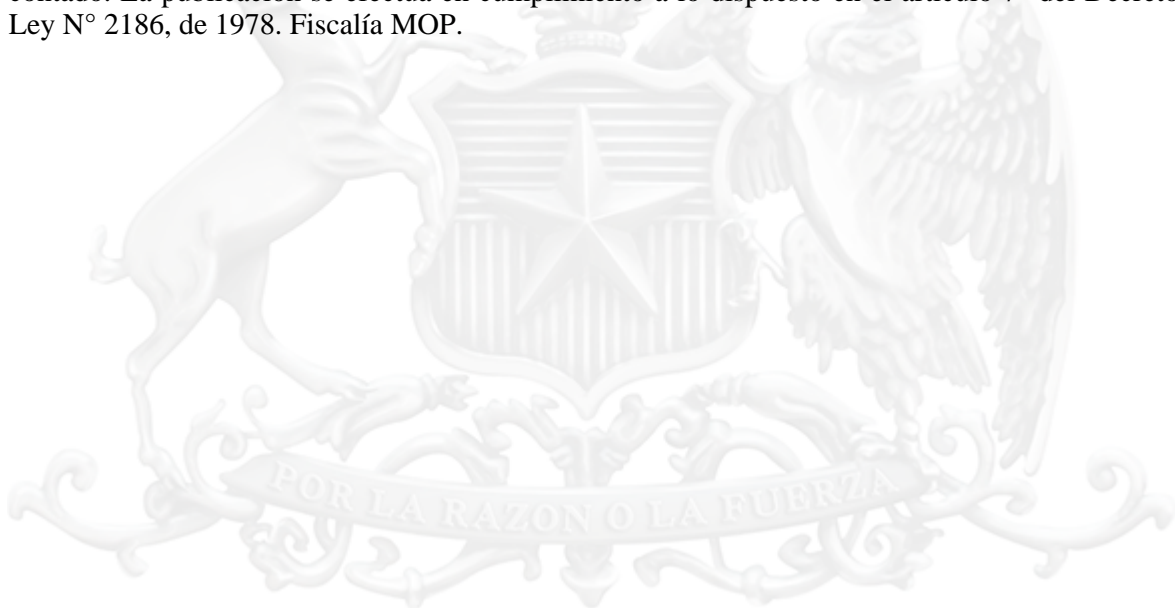 contado. La publicación se efectúa en cumplimiento a lo dispuesto en el artículo 7° del Decreto
Ley N° 2186, de 1978. Fiscalía MOP.
POR LA RAZON O LA FUERZA